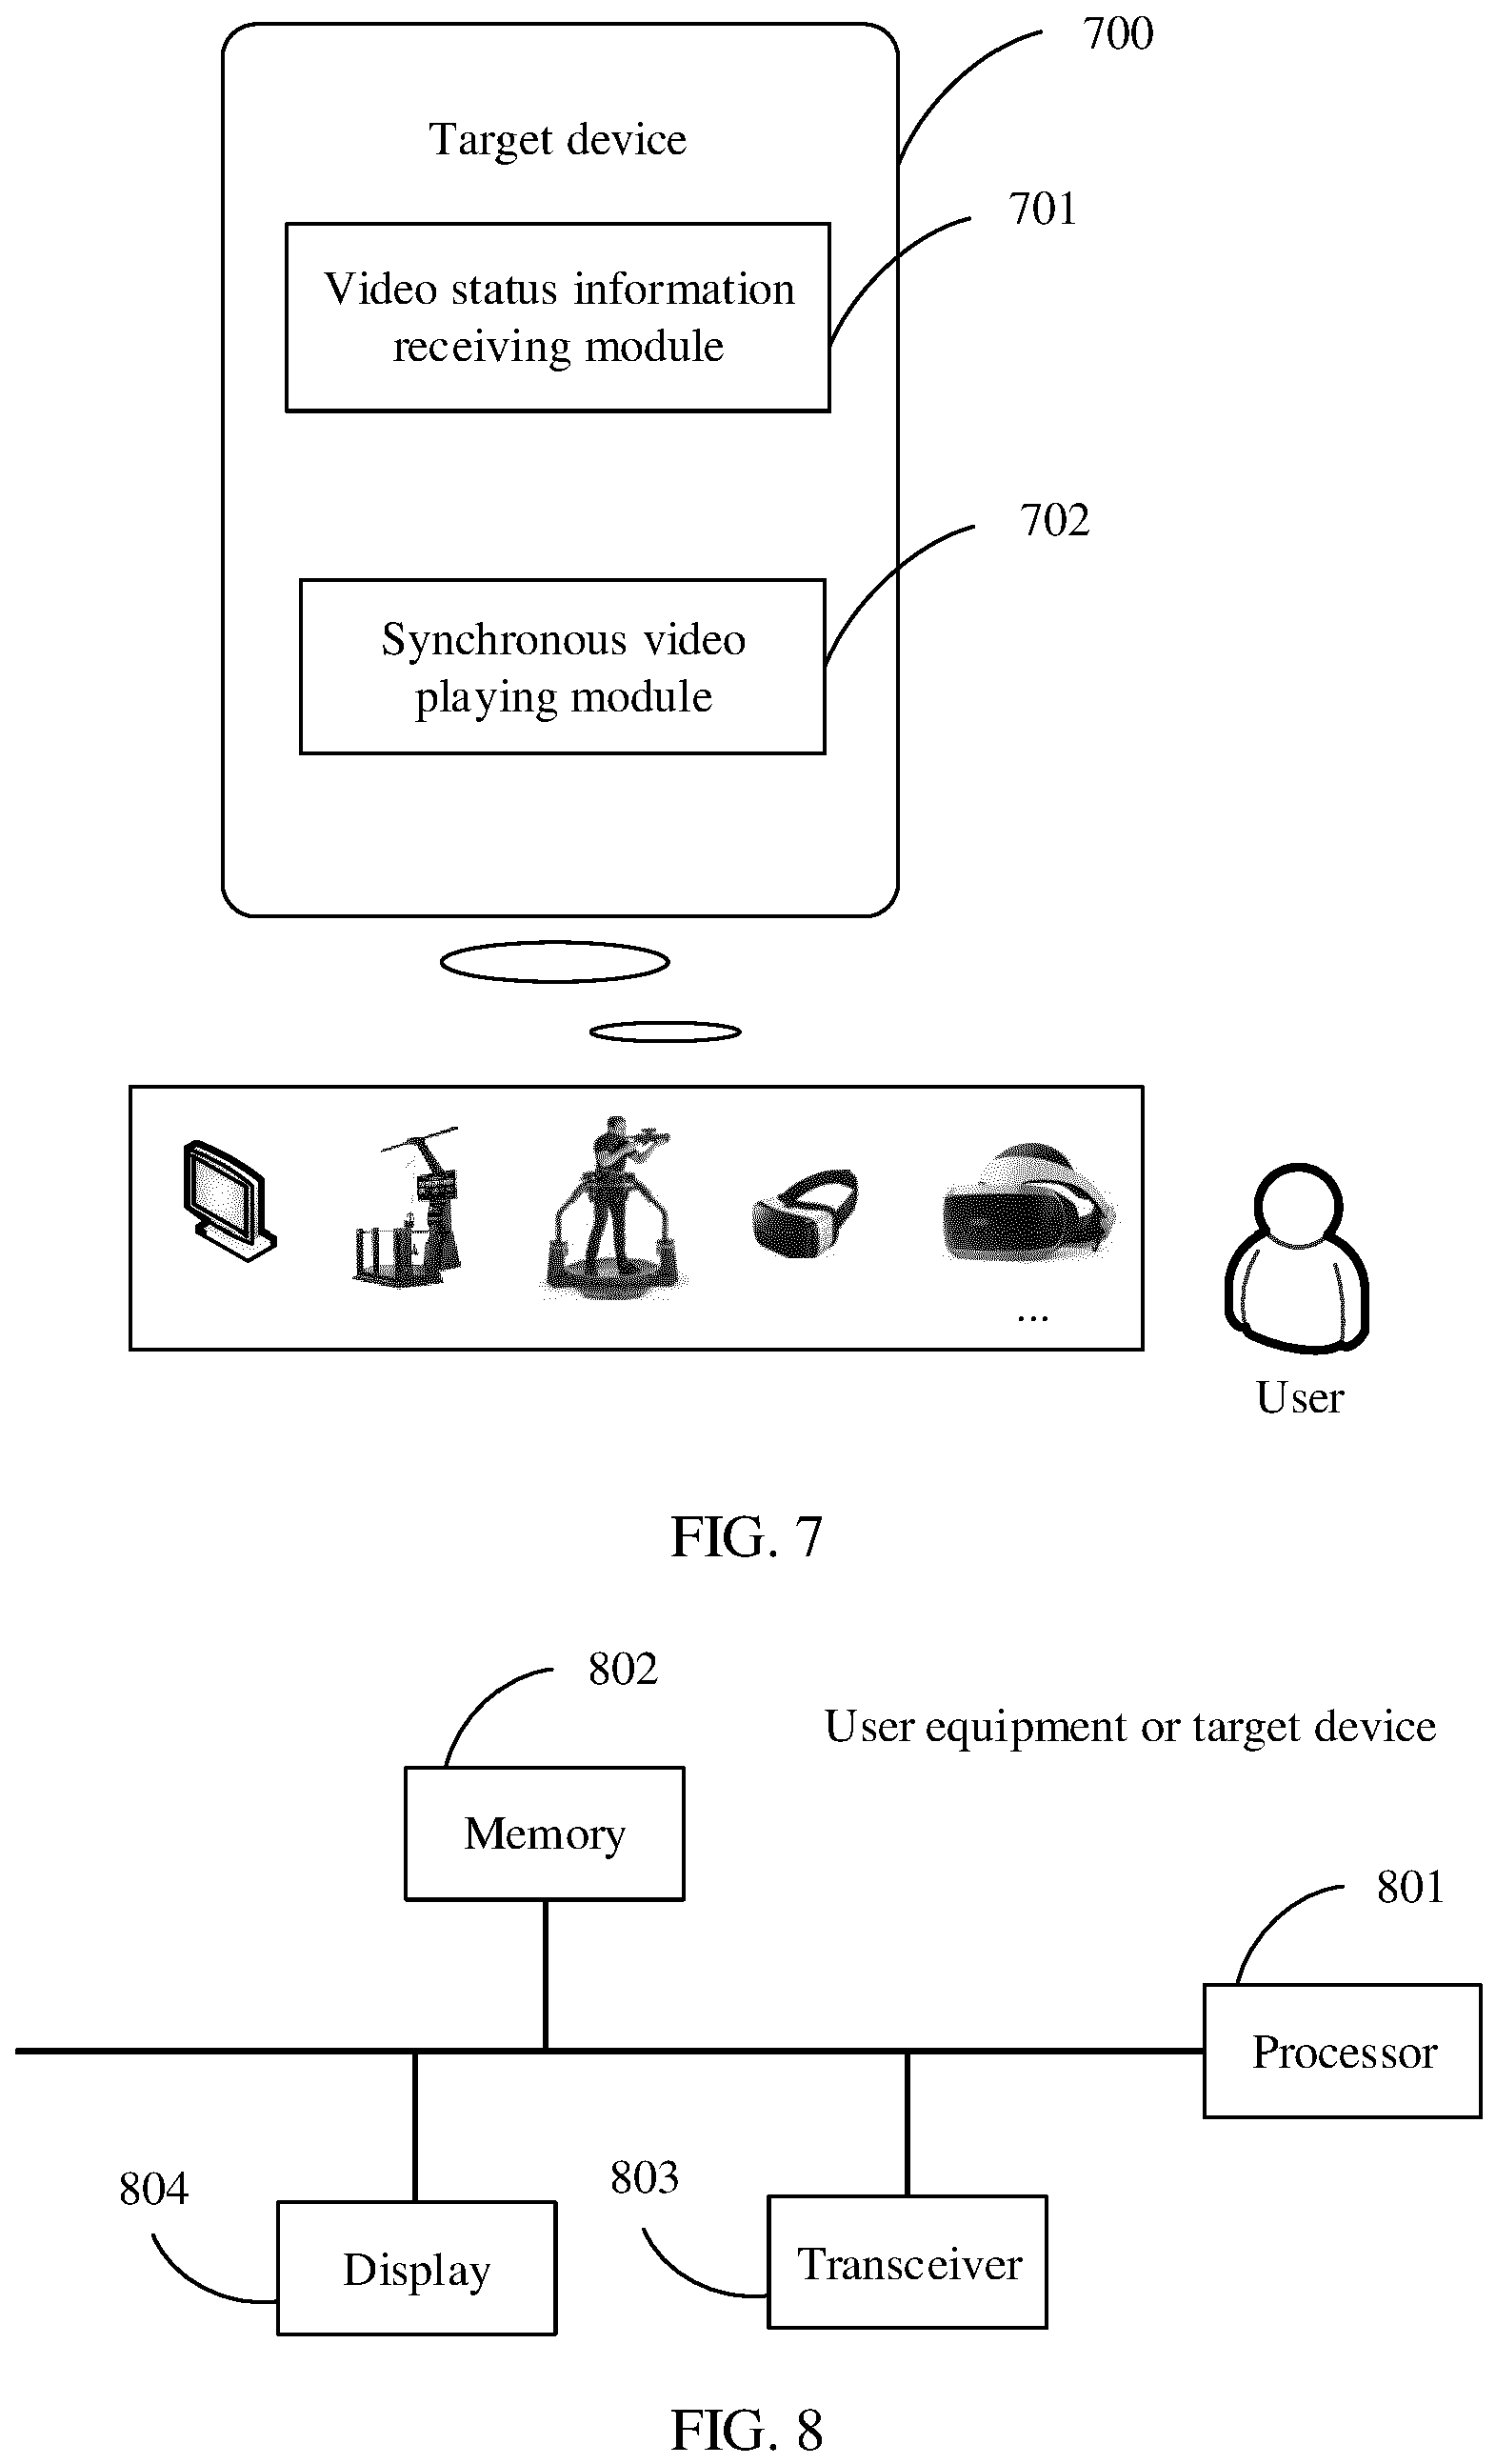 700
Target device
701
Video status information
receiving module
702
Synchronous video
playing module
...
User
FIG. 7
802
User equipment or target device
Memory
801
Processor
804
803
Display
Transceiver
FIG. 8